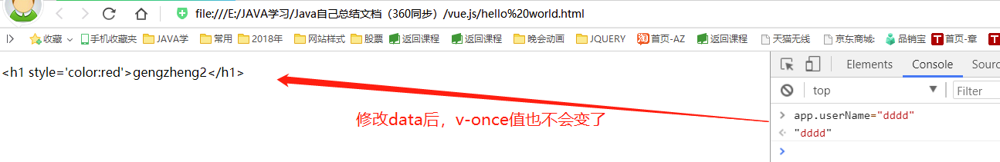 file:///E:/JAVA学习/Java自己总结文档（360同步）/vue.js/hello%20world.html
收藏 手机收藏夹 JAVA学 常用 2018年 网站样式 股票 返回课程 返回课程 晚会动画 JQUERY 淘 首页-AZ 返回课程 天猫无线 京东商城: 品销宝 T 首页-章 T
<h1 style='color:red'>gengzheng2</h1>
修改data后，v-once值也不会变了
Elements Console Sourc
top Filter
app.userName="dddd"
"dddd"